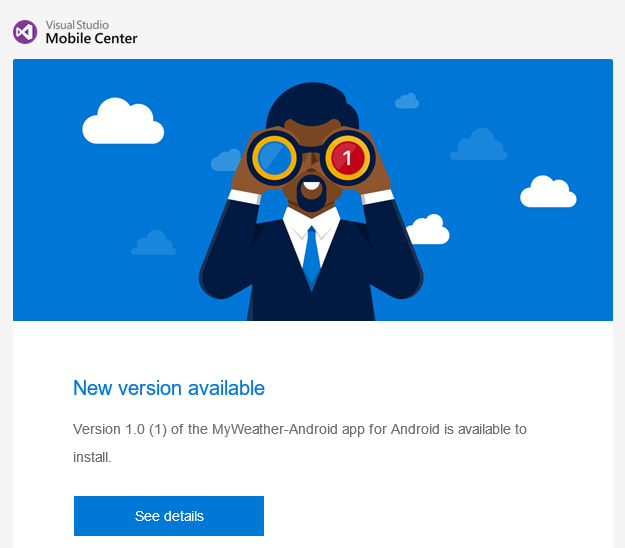 Visual Studio
Mobile Center
1
New version available
Version 1.0 (1) of the MyWeather-Android app for Android is available to
install.
See details